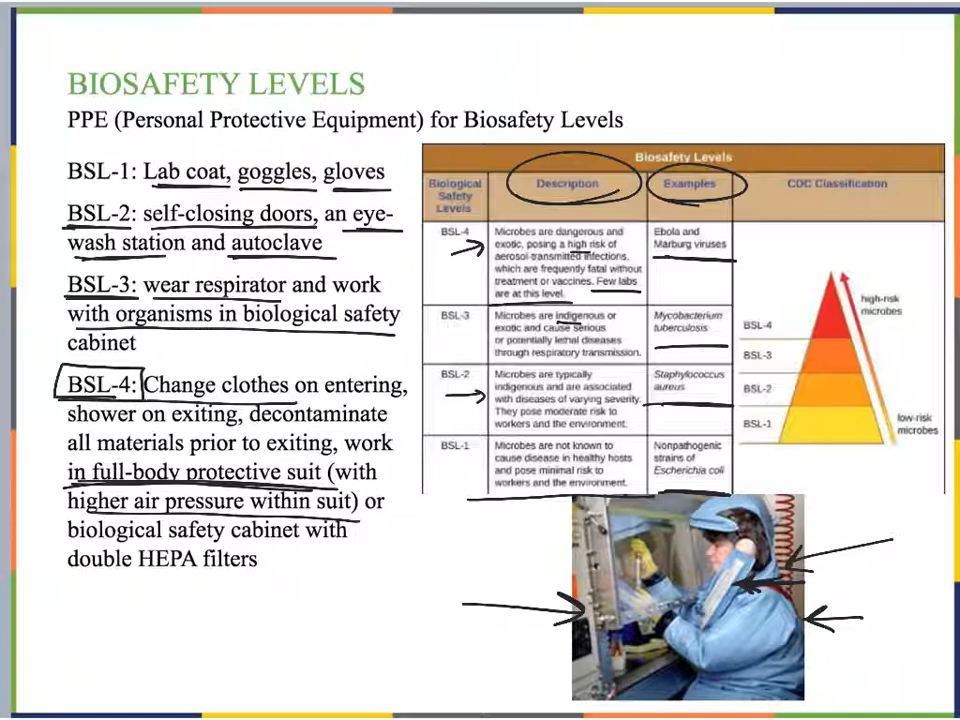 BIOSAFETY LEVELS
PPE (Personal Protective Equipment) for Biosafety Levels
BSL-1: Lab coat, goggles, gloves
BSL-2: self-closing doors, an eye-
wash station and autoclave
BSL-3: wear respirator and work
with organisms in biological safety
cabinet
BSL-4: Change clothes on entering,
shower on exiting, decontaminate
all materials prior to exiting, work
in full-body protective suit (with
higher air pressure within suit) or
biological safety cabinet with
double HEPA filters
Biosafety Levels
Biological
Safety
Levels
Description
Examples
CDC Classification
BSL-4
Microbes are dangerous and
exotic, posing a high risk of
aerosol-transmitted infections,
which are frequently fatal without
treatment or vaccines. Few labs
are at this level.
Ebola and
Marburg viruses
BSL-3
Microbes are indigenous or
exotic and cause serious
or potentially lethal diseases
through respiratory transmission.
Mycobacterium
tuberculosis
BSL-2
Microbes are typically
indigenous and are associated
with diseases of varying severity.
They pose moderate risk to
workers and the environment.
Staphylococcus
aureus
BSL-1
Microbes are not known to
cause disease in healthy hosts
and pose minimal risk to
workers and the environment.
Nonpathogenic
strains of
Escherichia coli
high-risk
microbes
BSL-4
BSL-3
BSL-2
BSL-1
low-risk
microbes